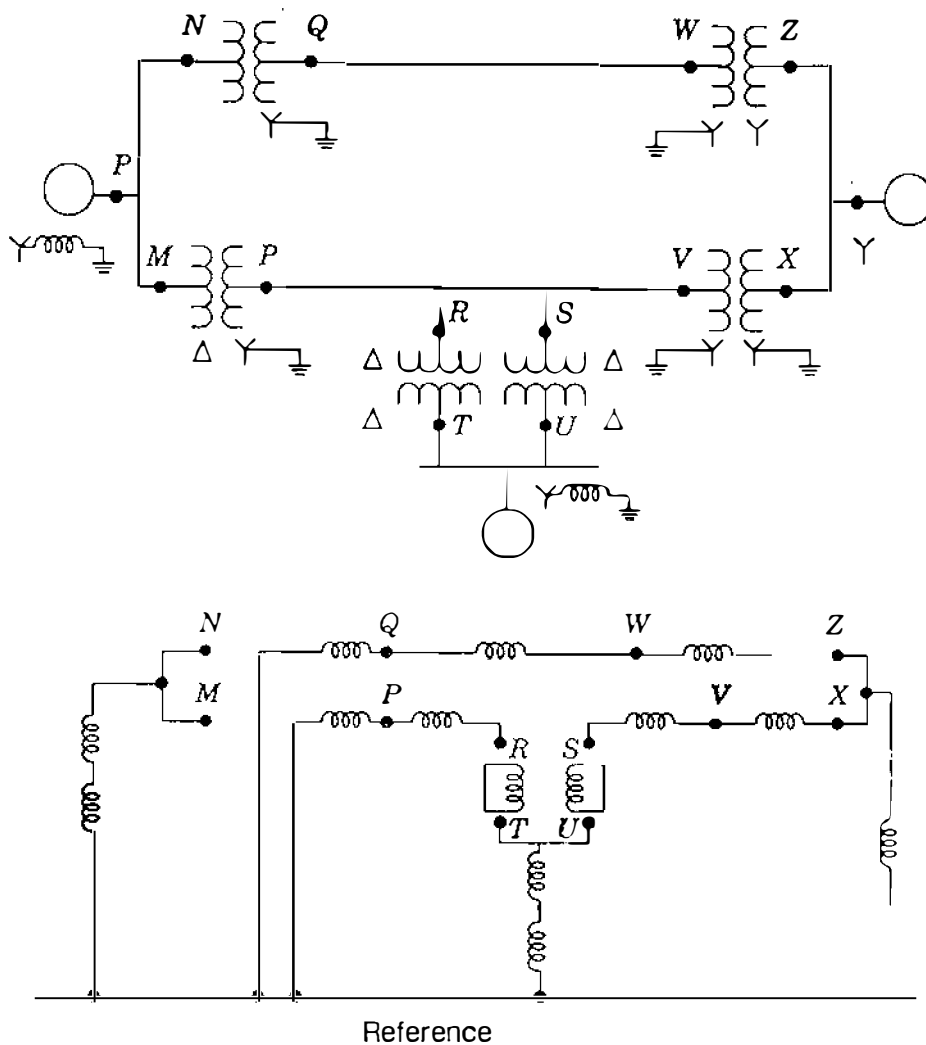 N Q W Z
P
M P V X
R S
Δ Δ
Δ T U Δ
N Q W Z
M P V X
R S
T U
Reference